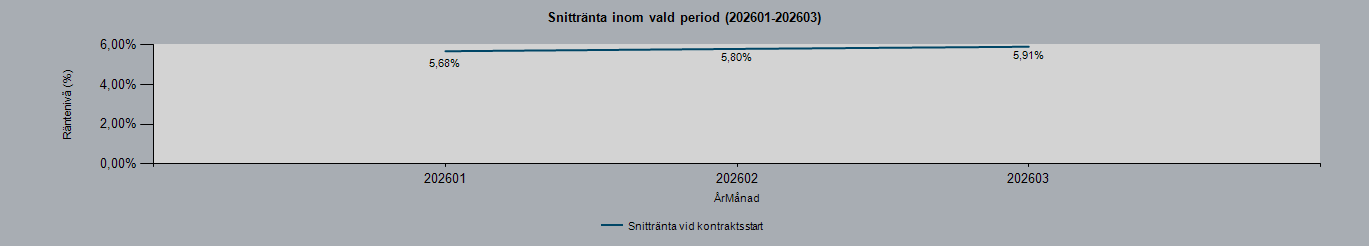 Snittränta inom vald period (202601-202603)
6,00%
4,00%
2,00%
0,00%
Räntenivå (%)
5,68%
5,80%
5,91%
202601
202602
202603
ÅrMånad
Snittränta vid kontraktsstart